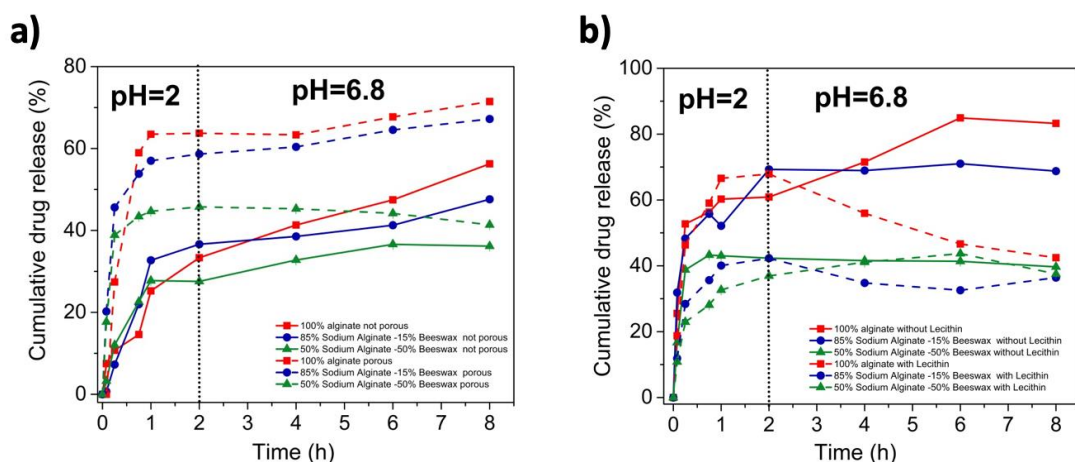 a)
80
60
40
20
0
Cumulative drug release (%)
pH=2
pH=6.8
100% alginate not porous
85% Sodium Alginate -15% Beeswax not porous
50% Sodium Alginate -50% Beeswax not porous
100% alginate porous
85% Sodium Alginate -15% Beeswax porous
50% Sodium Alginate -50% Beeswax porous
0 1 2 3 4 5 6 7 8
Time (h)
b)
100
80
60
40
20
0
Cumulative drug release (%)
pH=2
pH=6.8
100% alginate without Lecithin
85% Sodium Alginate -15% Beeswax without Lecithin
50% Sodium Alginate -50% Beeswax without Lecithin
100% alginate with Lecithin
85% Sodium Alginate -15% Beeswax with Lecithin
50% Sodium Alginate -50% Beeswax with Lecithin
0 1 2 3 4 5 6 7 8
Time (h)